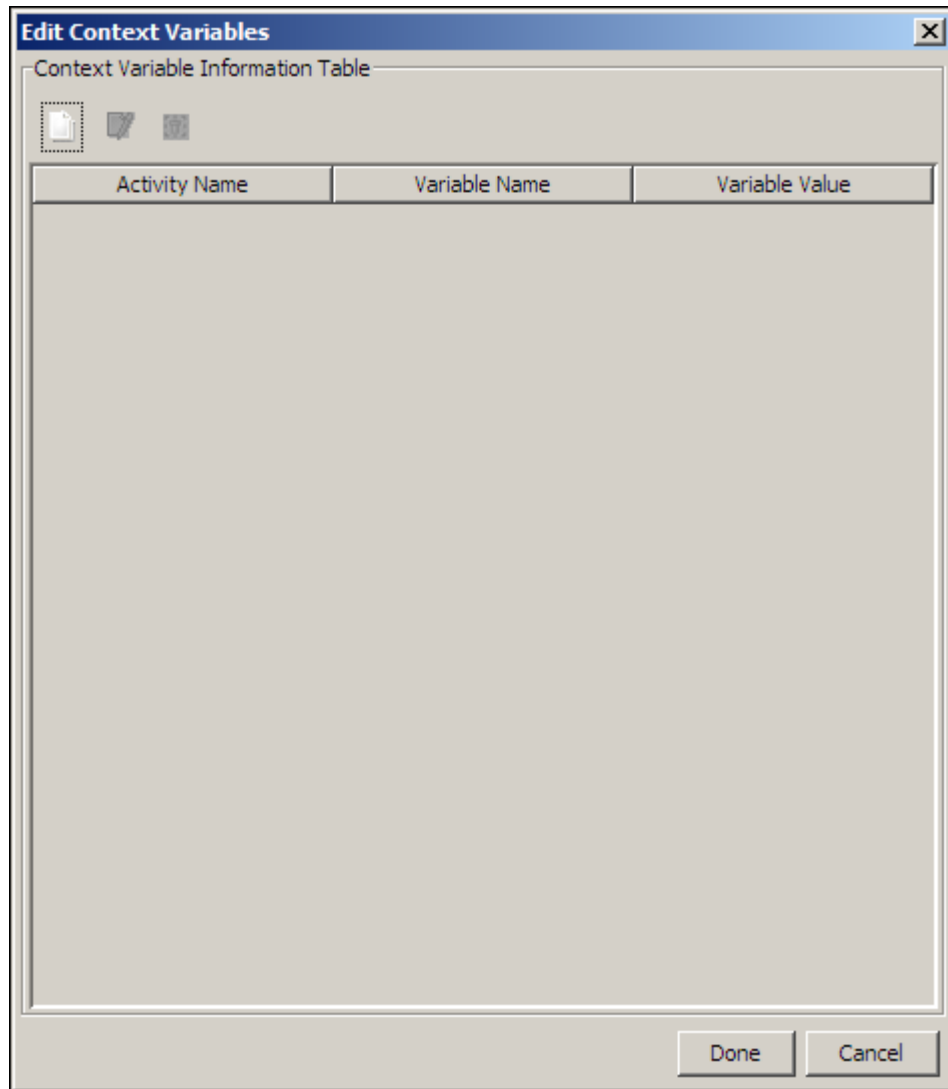 Edit Context Variables
Context Variable Information Table
Activity Name Variable Name Variable Value
Done Cancel